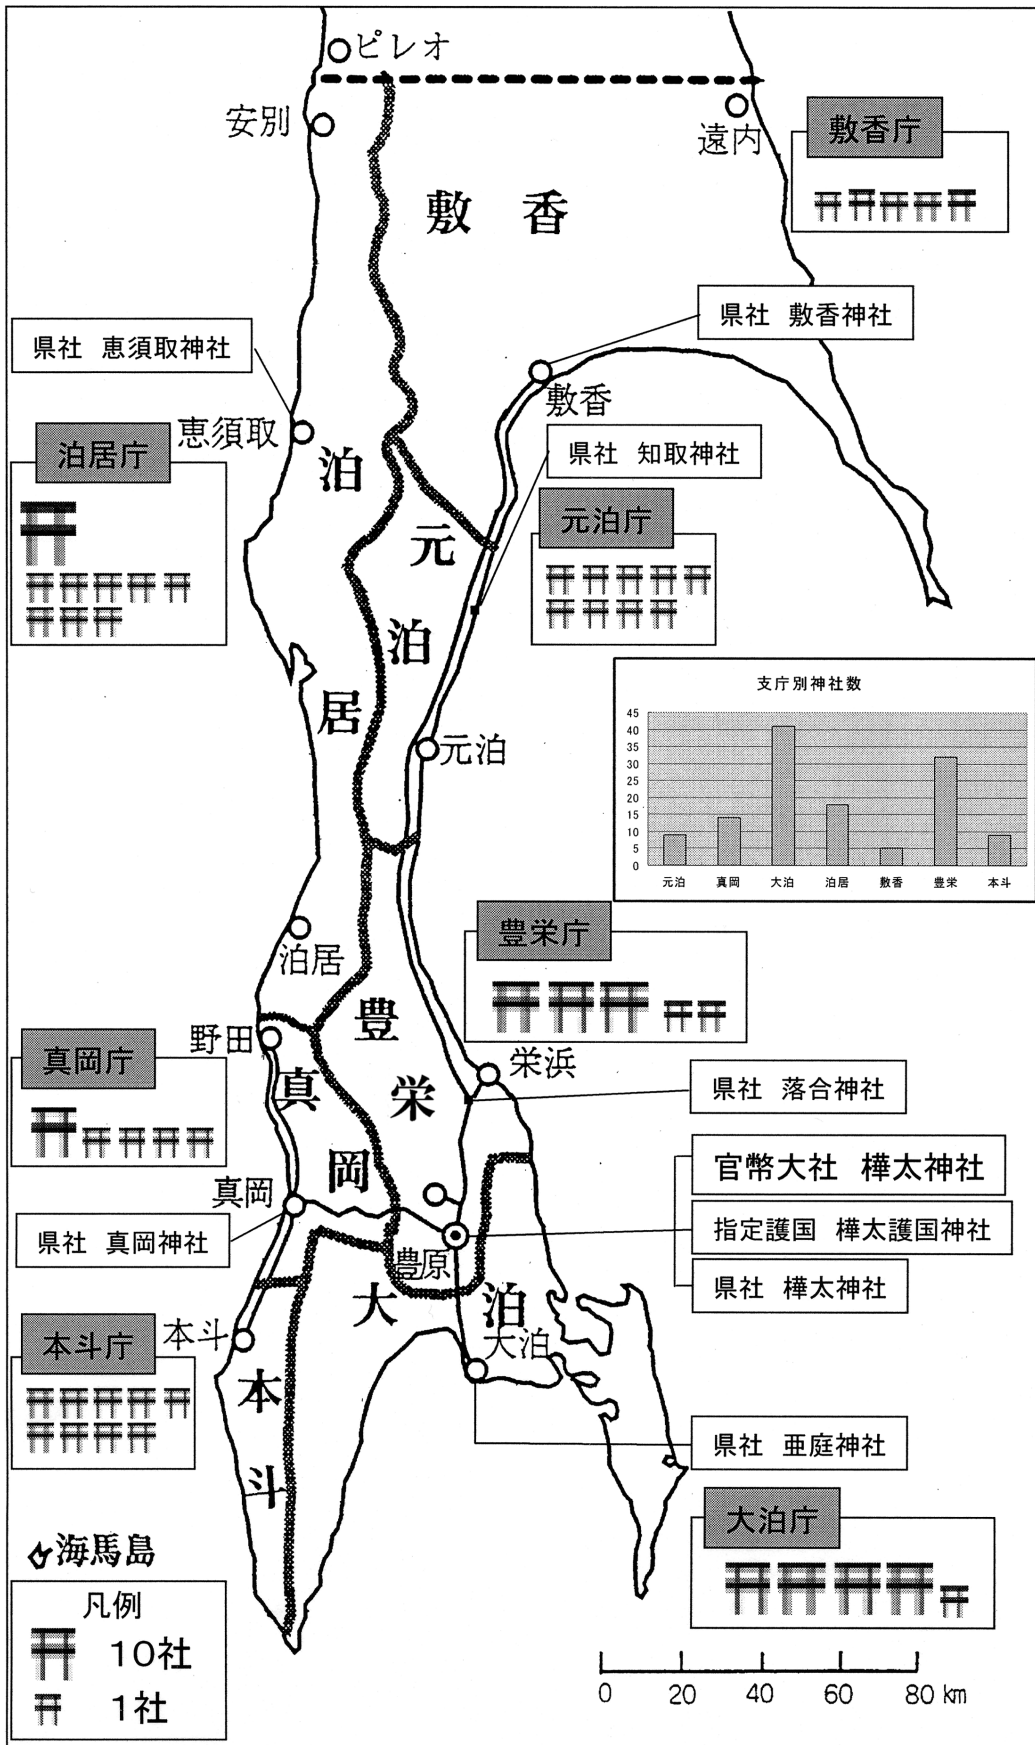 ピレオ
安別
遠内
敷香庁
敷 香
県社 敷香神社
県社 恵須取神社
敷香
恵須取
泊居庁
県社 知取神社
泊
居
元
泊
元泊庁
支庁別神社数
45
40
35
30
25
20
15
10
5
0
元泊 真岡 大泊 泊居 敷香 豊栄 本斗
元泊
豊栄庁
泊居
豊
栄
野田
真岡庁
真
岡
栄浜
県社 落合神社
官幣大社 樺太神社
真岡
県社 真岡神社
指定護国 樺太護国神社
豊原
県社 樺太神社
大 泊
本斗庁
本斗
大泊
本
斗
県社 亜庭神社
大泊庁
海馬島
凡例
10社
1社
0 20 40 60 80 km